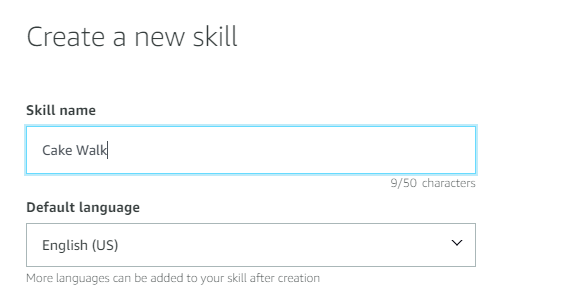 Create a new skill
Skill name
Cake Walk
9/50 characters
Default language
English (US)
More languages can be added to your skill after creation